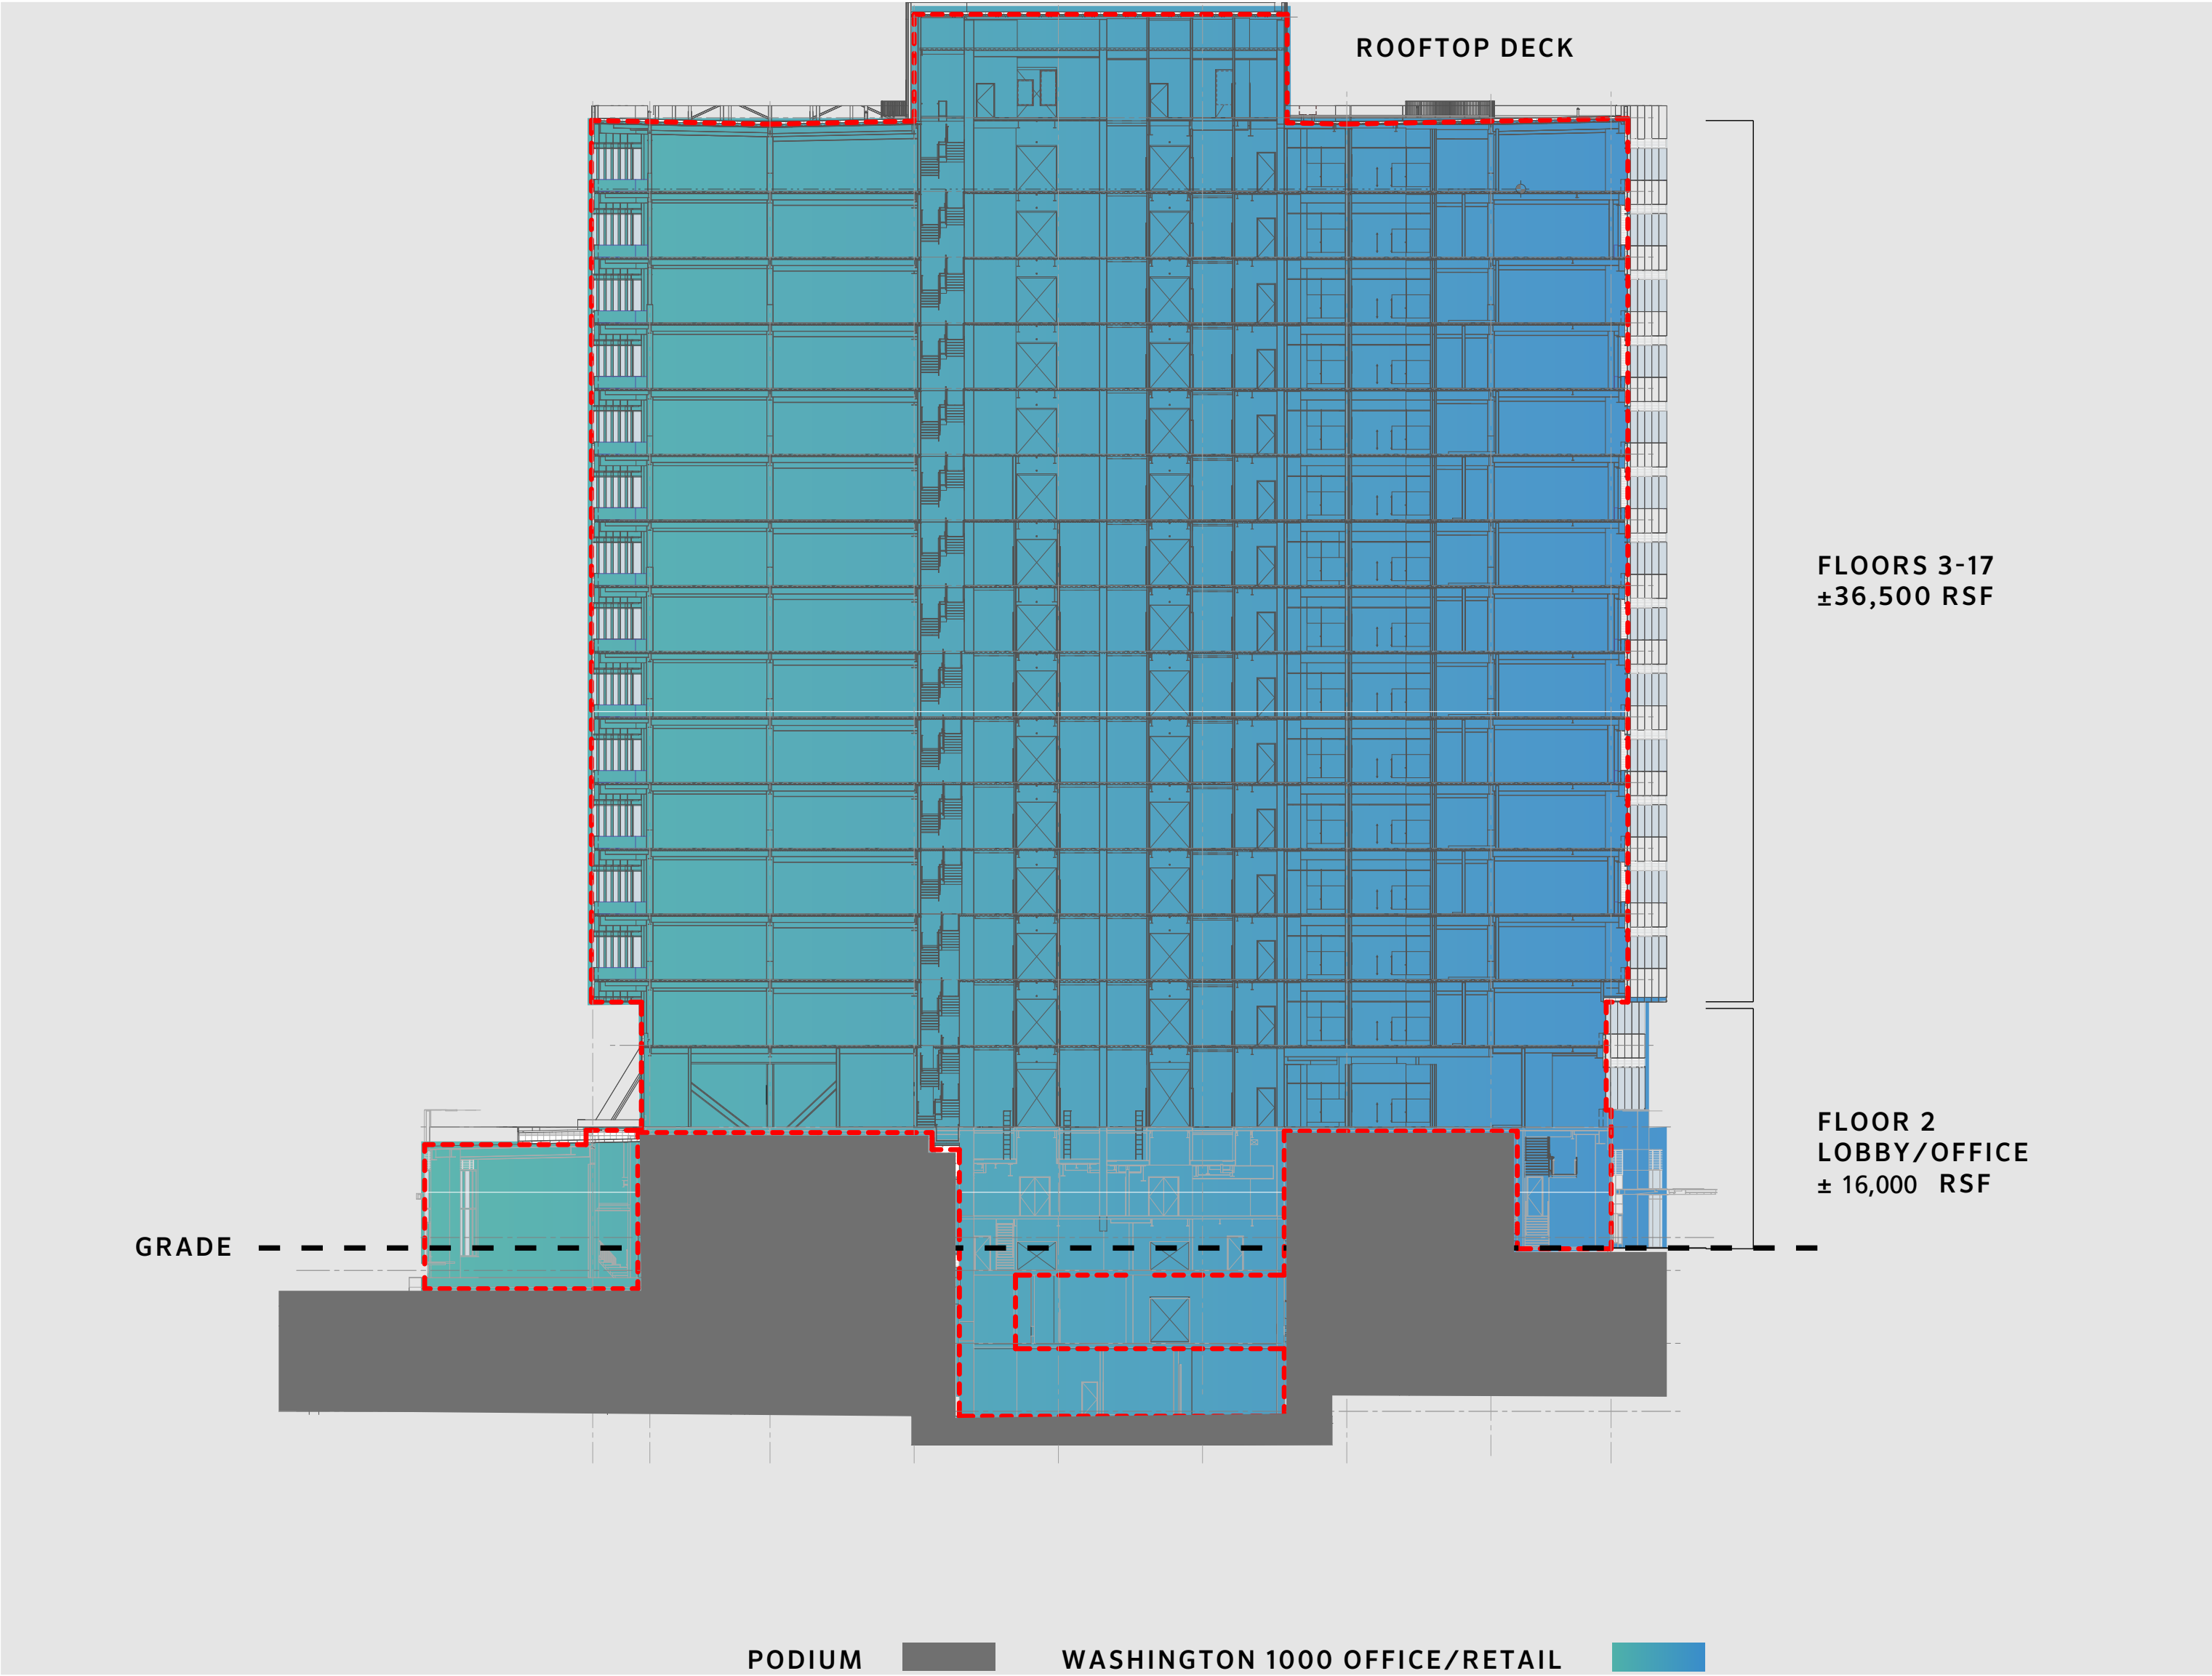 ROOFTOP DECK
FLOORS 3-17
±36,500 RSF
FLOOR 2
LOBBY/OFFICE
± 16,000 RSF
GRADE
PODIUM
WASHINGTON 1000 OFFICE/RETAIL